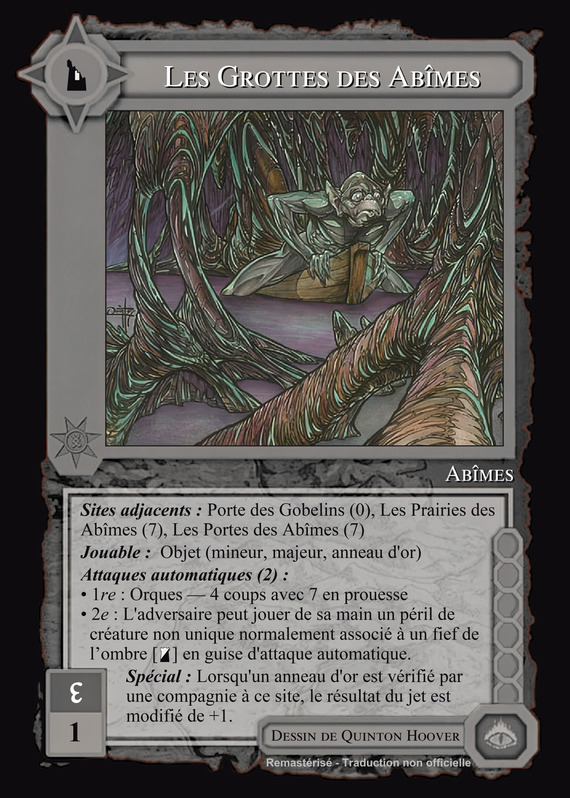 Les Grottes des Abîmes
Abîmes
Sites adjacents : Porte des Gobelins (0), Les Prairies des
Abîmes (7), Les Portes des Abîmes (7)
Jouable : Objet (mineur, majeur, anneau d'or)
Attaques automatiques (2) :
• 1re : Orques — 4 coups avec 7 en prouesse
• 2e : L'adversaire peut jouer de sa main un péril de
créature non unique normalement associé à un fief de
l'ombre [ ] en guise d'attaque automatique.
Spécial : Lorsqu'un anneau d'or est vérifié par
une compagnie à ce site, le résultat du jet est
modifié de +1.
1
Dessin de Quinton Hoover
Remastérisé - Traduction non officielle